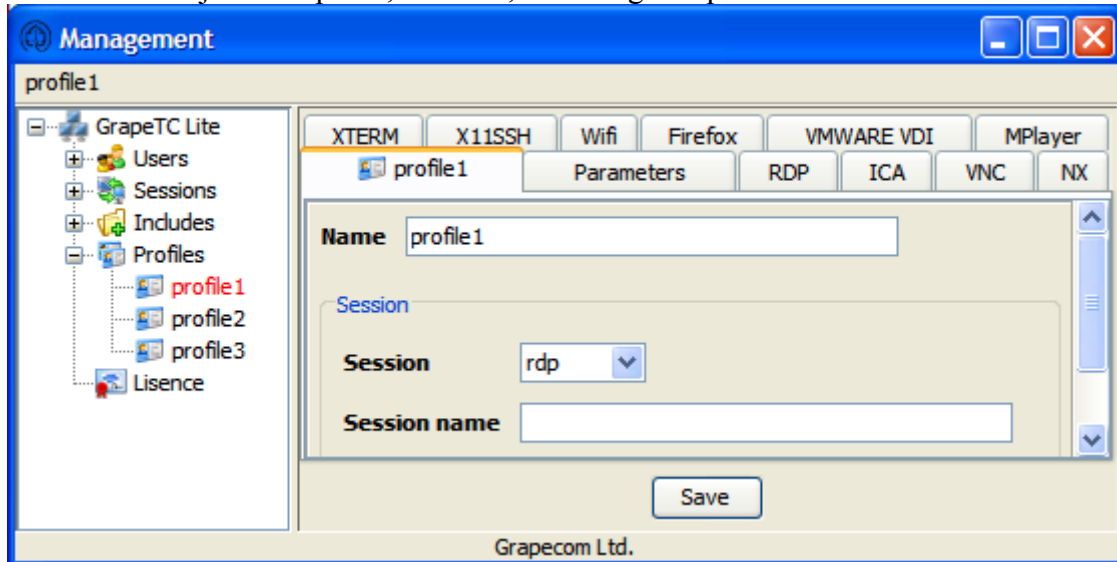 Management
profile1
GrapeTC Lite
Users
Sessions
Includes
Profiles
profile1
profile2
profile3
Lisence
XTERM X11SSH Wifi Firefox VMWARE VDI MPlayer
profile1 Parameters RDP ICA VNC NX
Name profile1
Session
Session rdp
Session name
Save
Grapecom Ltd.